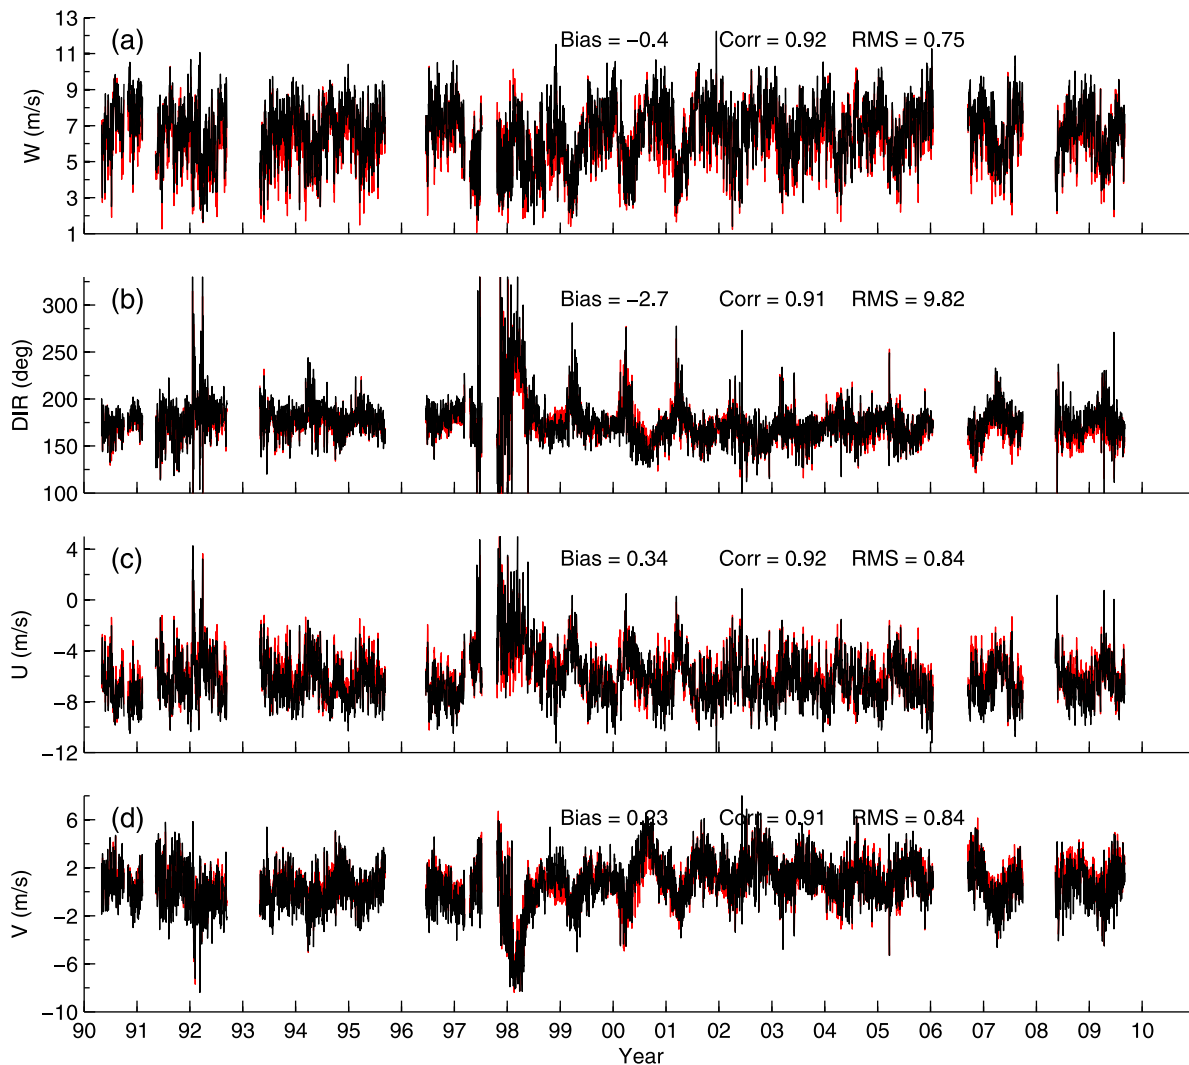 (a) Bias = −0.4 Corr = 0.92 RMS = 0.75
13
11
9
7
5
3
1
W (m/s)
(b) Bias = −2.7 Corr = 0.91 RMS = 9.82
300
250
200
150
100
DIR (deg)
(c) Bias = 0.34 Corr = 0.92 RMS = 0.84
4
0
−4
−8
−12
U (m/s)
(d) Bias = 0.23 Corr = 0.91 RMS = 0.84
6
2
−2
−6
−10
V (m/s)
90 91 92 93 94 95 96 97 98 99 00 01 02 03 04 05 06 07 08 09 10
Year